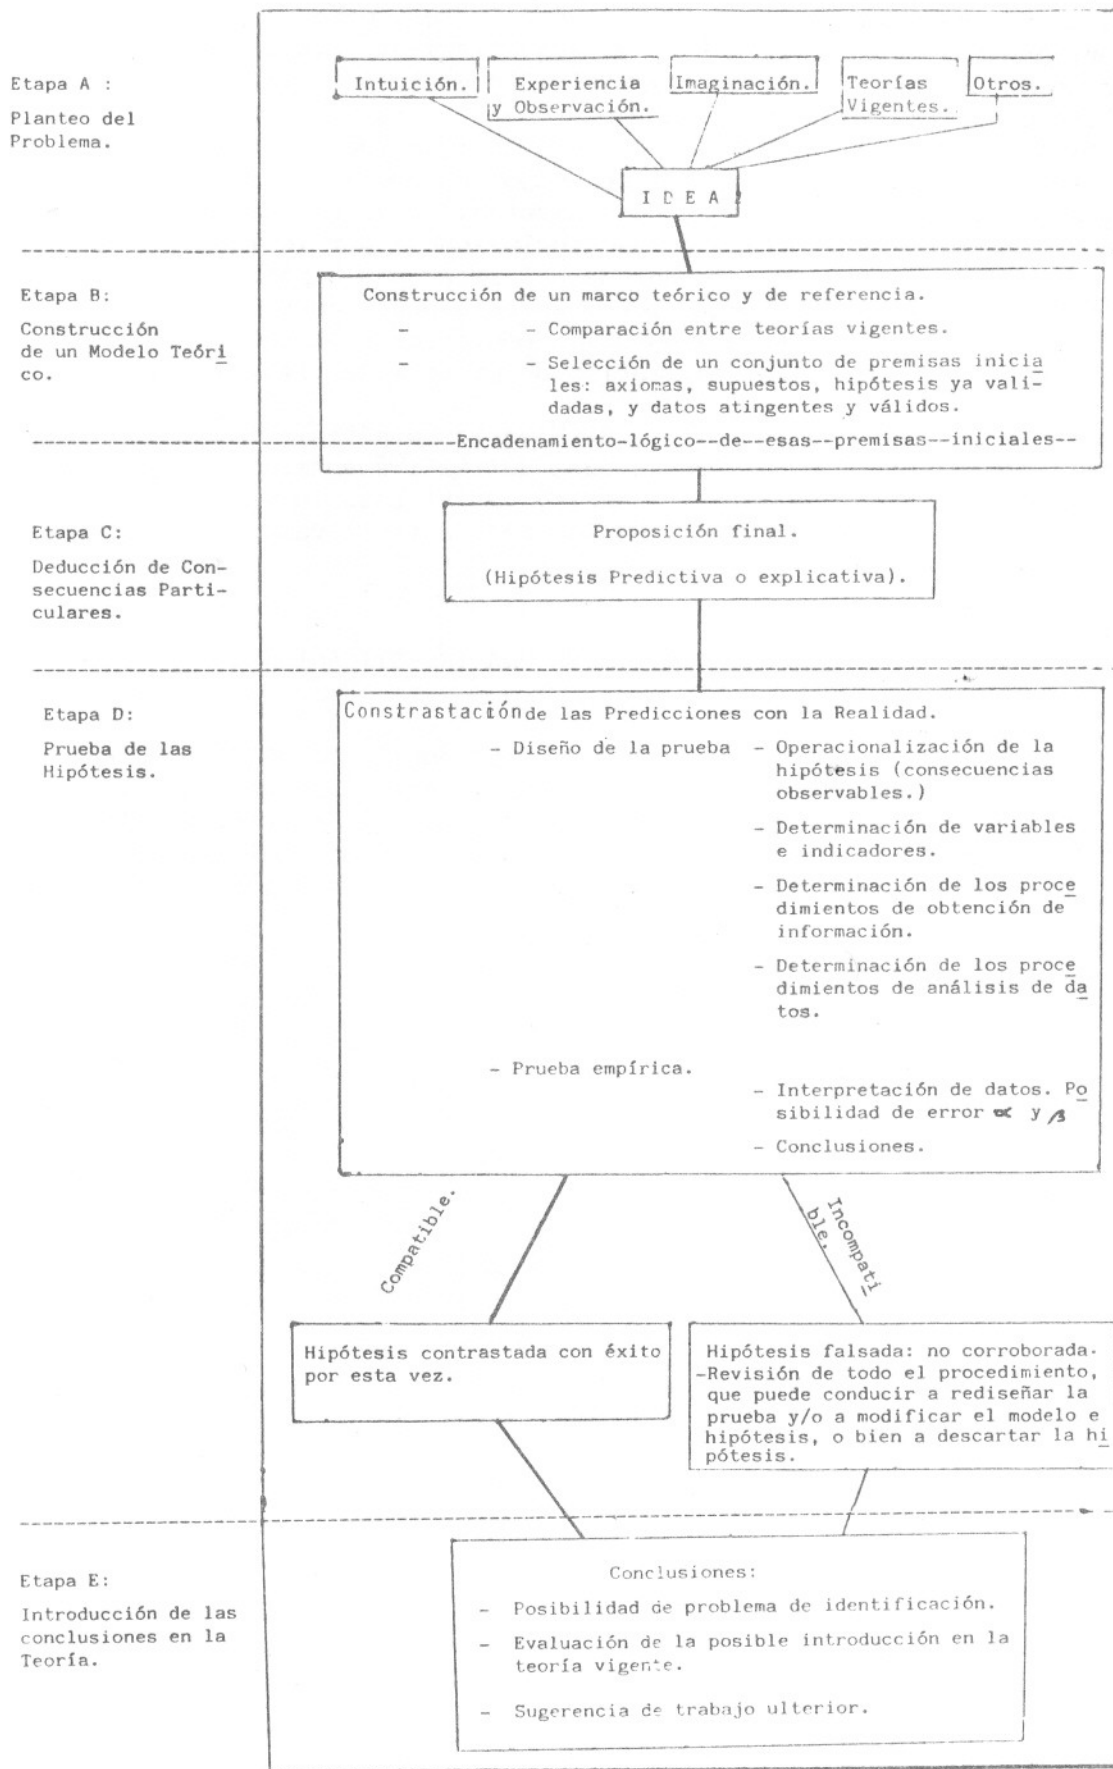 Etapa A :
Planteo del
Problema.
Intuición.
Experiencia
y Observación.
Imaginación.
Teorías
Vigentes.
Otros.
I D E A
Etapa B:
Construcción
de un Modelo Teóri
co.
Construcción de un marco teórico y de referencia.
- - Comparación entre teorías vigentes.
- - Selección de un conjunto de premisas inicia
les: axiomas, supuestos, hipótesis ya vali-
dadas, y datos atingentes y válidos.
Encadenamiento-lógico--de--esas--premisas--iniciales--
Etapa C:
Deducción de Con-
secuencias Parti-
culares.
Proposición final.
(Hipótesis Predictiva o explicativa).
Etapa D:
Prueba de las
Hipótesis.
Constrastación de las Predicciones con la Realidad.
- Diseño de la prueba - Operacionalización de la
hipótesis (consecuencias
observables.)
- Determinación de variables
e indicadores.
- Determinación de los proce
dimientos de obtención de
información.
- Determinación de los proce
dimientos de análisis de da
tos.
- Prueba empírica.
- Interpretación de datos. Po
sibilidad de error α y β
- Conclusiones.
Compatible.
Incompati
ble.
Hipótesis contrastada con éxito
por esta vez.
Hipótesis falsada: no corroborada.
-Revisión de todo el procedimiento,
que puede conducir a rediseñar la
prueba y/o a modificar el modelo e
hipótesis, o bien a descartar la hi
pótesis.
Etapa E:
Introducción de las
conclusiones en la
Teoría.
Conclusiones:
- Posibilidad de problema de identificación.
- Evaluación de la posible introducción en la
teoría vigente.
- Sugerencia de trabajo ulterior.